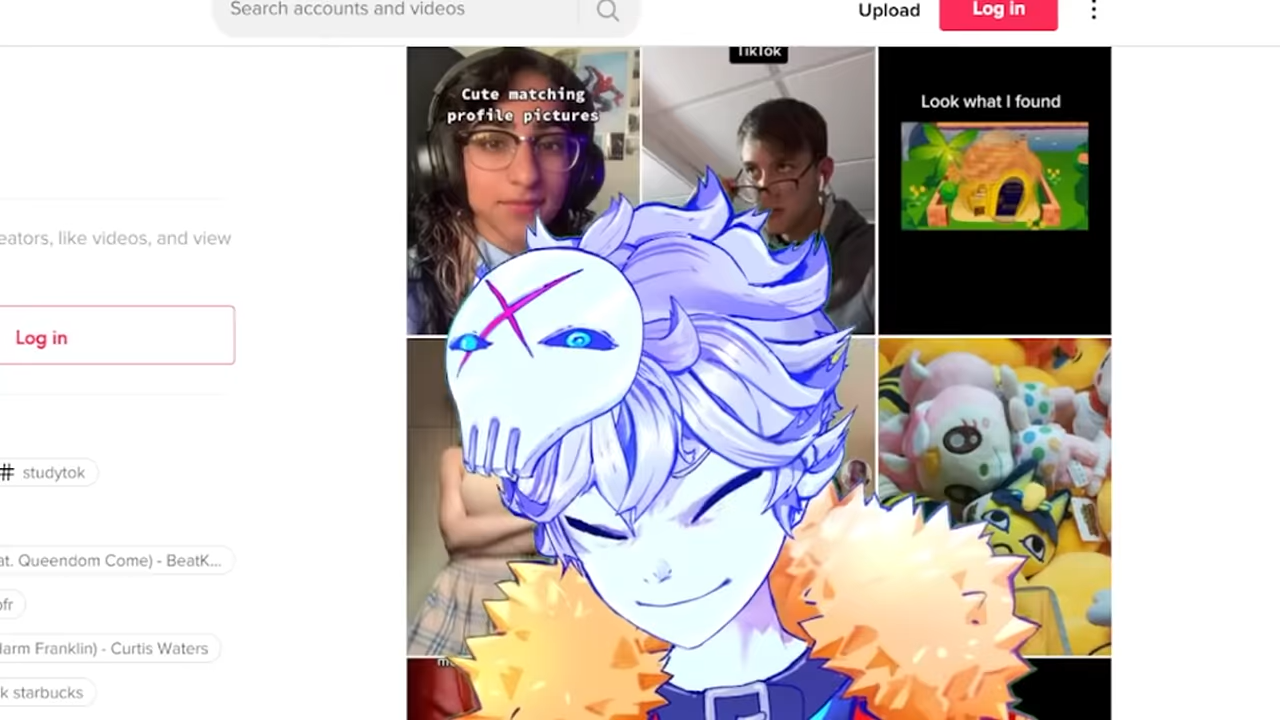 Search accounts and videos
Upload
Log in
TikTok
Cute matching
profile pictures
Look what I found
eators, like videos, and view
Log in
# studytok
at. Queendom Come) - BeatK...
ofr
arm Franklin) - Curtis Waters
k starbucks